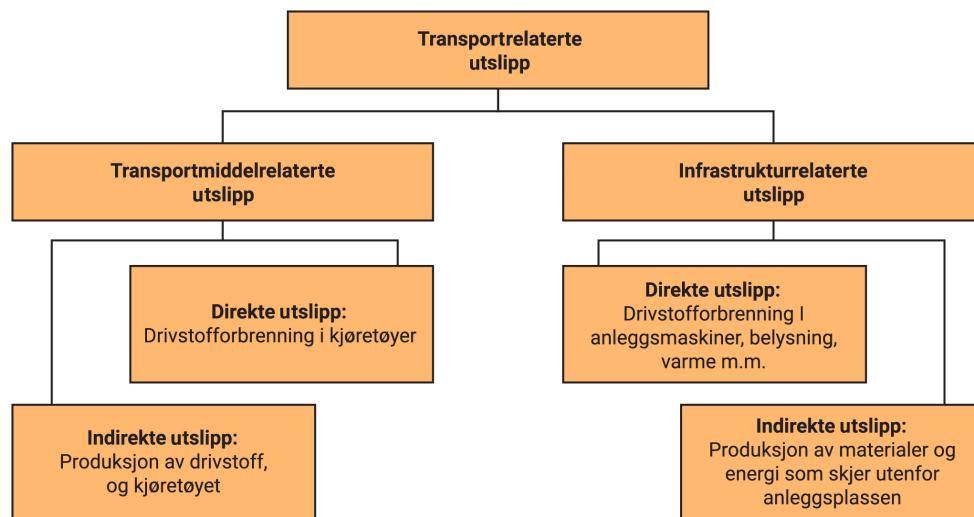 Transportrelaterte
utslipp
Transportmiddelrelaterte
utslipp
Infrastrukturrelaterte
utslipp
Direkte utslipp:
Drivstofforbrenning i kjøretøyer
Direkte utslipp:
Drivstofforbrenning I
anleggsmaskiner, belysning,
varme m.m.
Indirekte utslipp:
Produksjon av drivstoff,
og kjøretøyet
Indirekte utslipp:
Produksjon av materialer og
energi som skjer utenfor
anleggsplassen